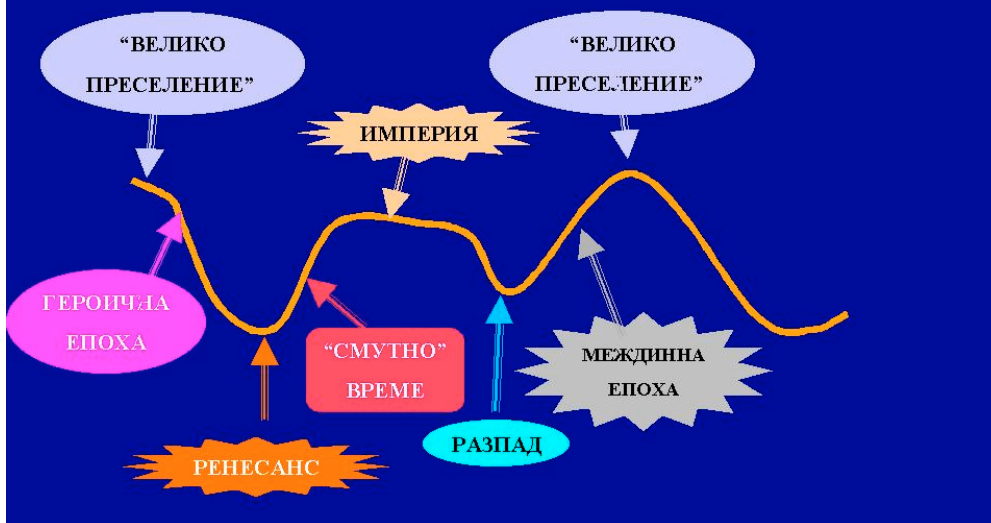 “ВЕЛИКО
ПРЕСЕЛЕНИЕ”
“ВЕЛИКО
ПРЕСЕЛЕНИЕ”
ИМПЕРИЯ
ГЕРОИЧНА
ЕПОХА
“СМУТНО”
ВРЕМЕ
МЕЖДИННА
ЕПОХА
РАЗПАД
РЕНЕСАНС